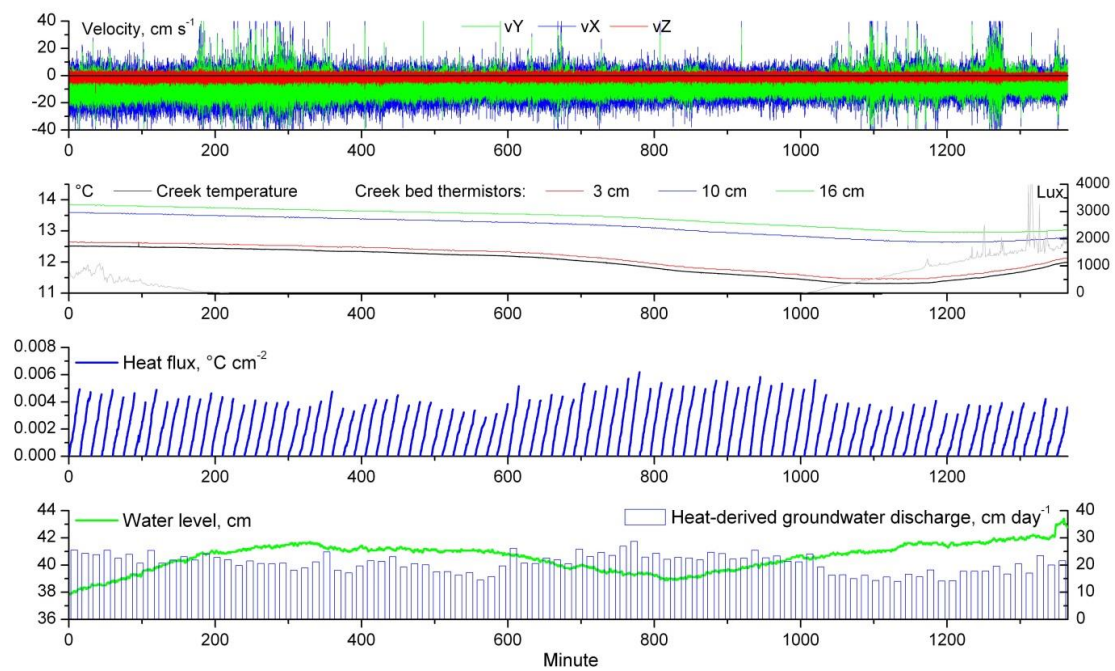 Velocity, cm s⁻¹ vY vX vZ
40
20
0
-20
-40
0 200 400 600 800 1000 1200
°C Creek temperature Creek bed thermistors: 3 cm 10 cm 16 cm Lux 4000
14
3000
13
2000
12
1000
11 0
0 200 400 600 800 1000 1200
0.008
Heat flux, °C cm⁻²
0.006
0.004
0.002
0.000
0 200 400 600 800 1000 1200
44 40
Water level, cm Heat-derived groundwater discharge, cm day⁻¹
42 30
40 20
38 10
36 0
0 200 400 600 800 1000 1200
Minute